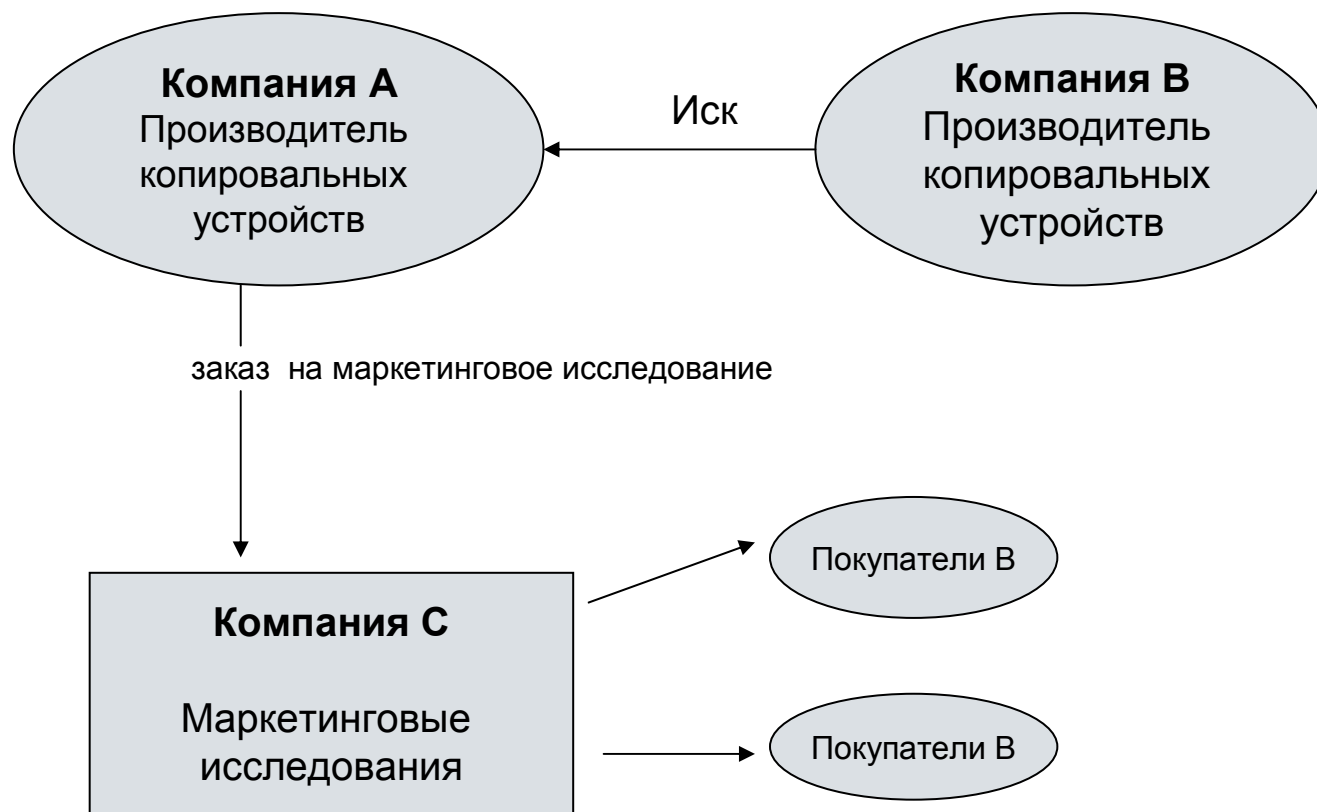 Компания А
Производитель
копировальных
устройств
Иск
Компания В
Производитель
копировальных
устройств
заказ  на маркетинговое исследование
Компания С
Маркетинговые
исследования
Покупатели В
Покупатели В